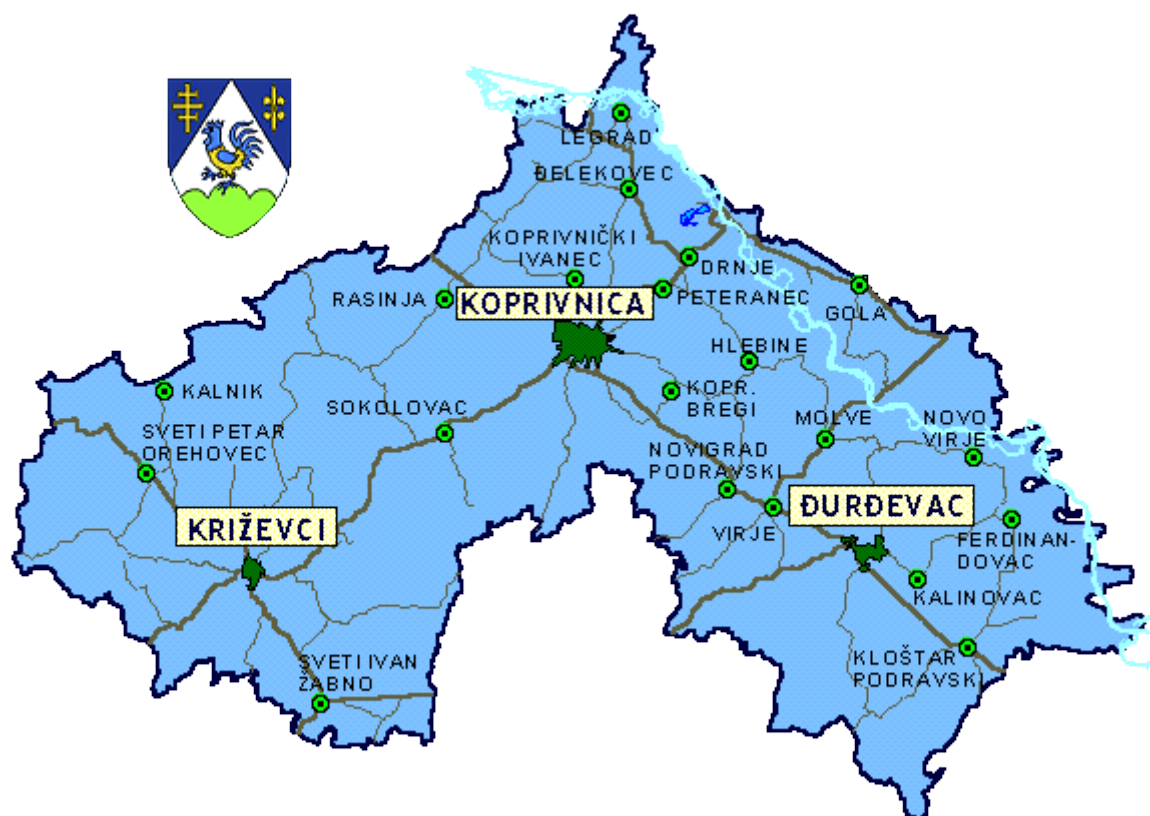 LEGRAD
ĐELEKOVEC
KOPRIVNIČKI
IVANEC
DRNJE
RASINJA
KOPRIVNICA
PETERANEC
GOLA
HLEBINE
KALNIK
KOPR.
BREGI
SOKOLOVAC
MOLVE
NOVO
VIRJE
SVETI PETAR
OREHOVEC
NOVIGRAD
PODRAVSKI
KRIŽEVCI
ĐURĐEVAC
VIRJE
FERDINAN-
DOVAC
KALINOVAC
SVETI IVAN
ŽABNO
KLOŠTAR
PODRAVSKI